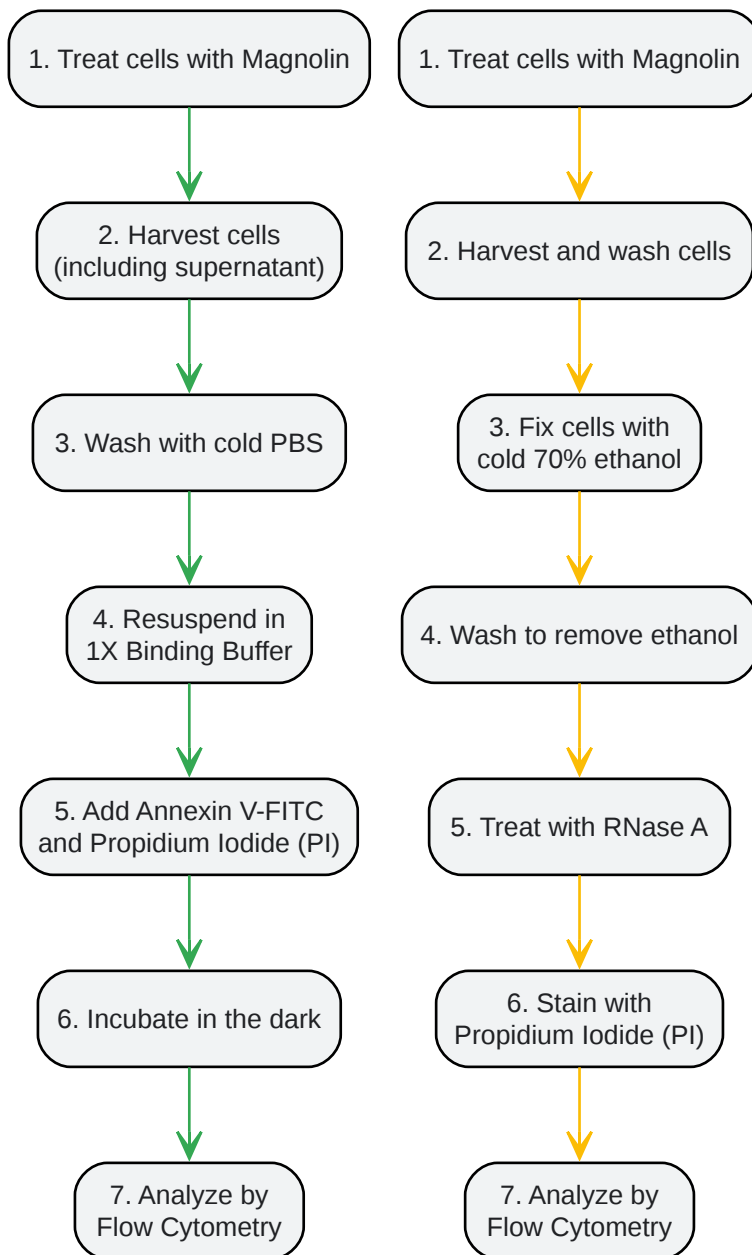 1. Treat cells with Magnolin
2. Harvest cells
(including supernatant)
3. Wash with cold PBS
4. Resuspend in
1X Binding Buffer
5. Add Annexin V-FITC
and Propidium Iodide (PI)
6. Incubate in the dark
7. Analyze by
Flow Cytometry
1. Treat cells with Magnolin
2. Harvest and wash cells
3. Fix cells with
cold 70% ethanol
4. Wash to remove ethanol
5. Treat with RNase A
6. Stain with
Propidium Iodide (PI)
7. Analyze by
Flow Cytometry